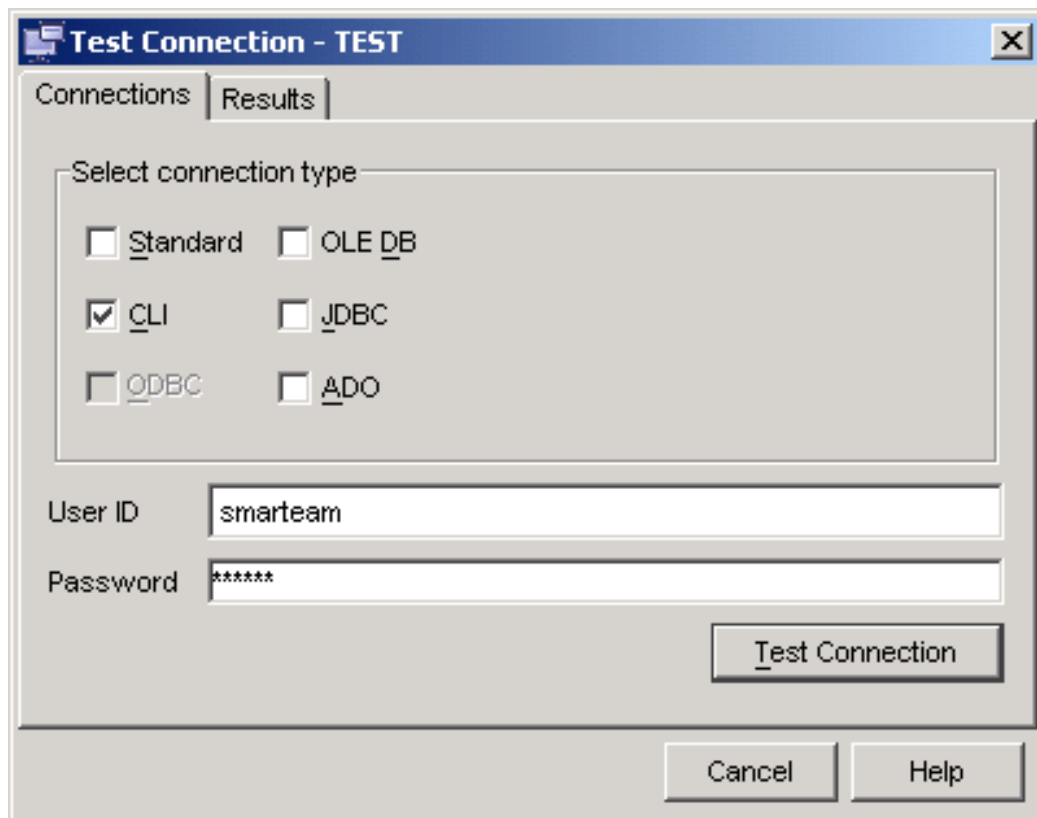 Test Connection - TEST
Connections Results
Select connection type
Standard OLE DB
CLI JDBC
ODBC ADO
User ID smarteam
Password ******
Test Connection
Cancel Help